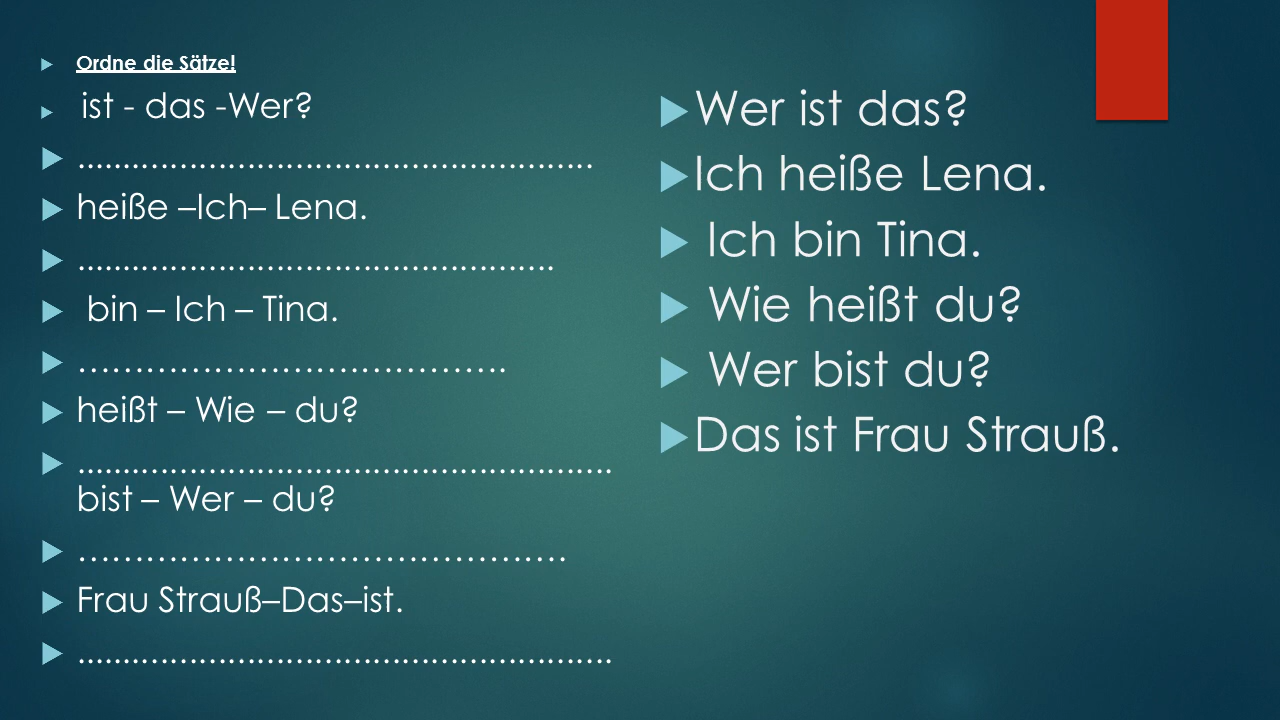 Ordne die Sätze!
ist - das -Wer?
.........................................................
heiße –Ich– Lena.
.....................................................
bin – Ich – Tina.
……………………………………….
heißt – Wie – du?
...........................................................
bist – Wer – du?
……………………………………………
Frau Strauß–Das–ist.
...........................................................
Wer ist das?
Ich heiße Lena.
Ich bin Tina.
Wie heißt du?
Wer bist du?
Das ist Frau Strauß.